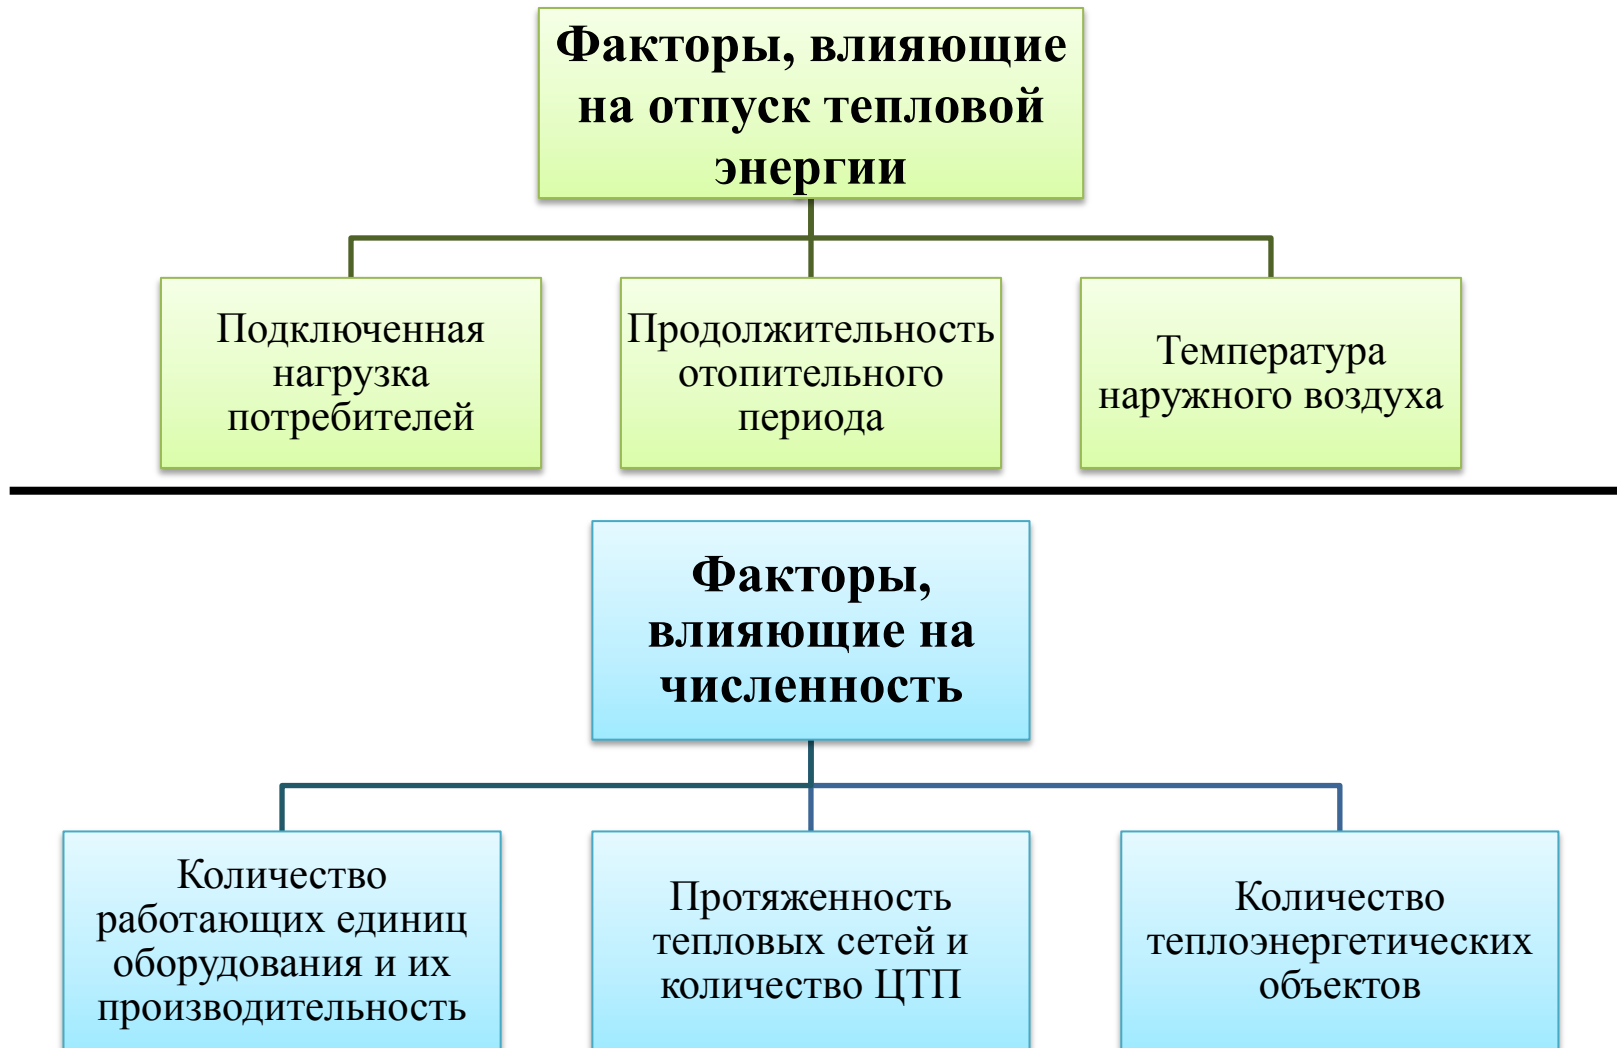 Факторы, влияющие
на отпуск тепловой
энергии
Подключенная
нагрузка
потребителей
Продолжительность
отопительного
периода
Температура
наружного воздуха
Факторы,
влияющие на
численность
Количество
работающих единиц
оборудования и их
производительность
Протяженность
тепловых сетей и
количество ЦТП
Количество
теплоэнергетических
объектов